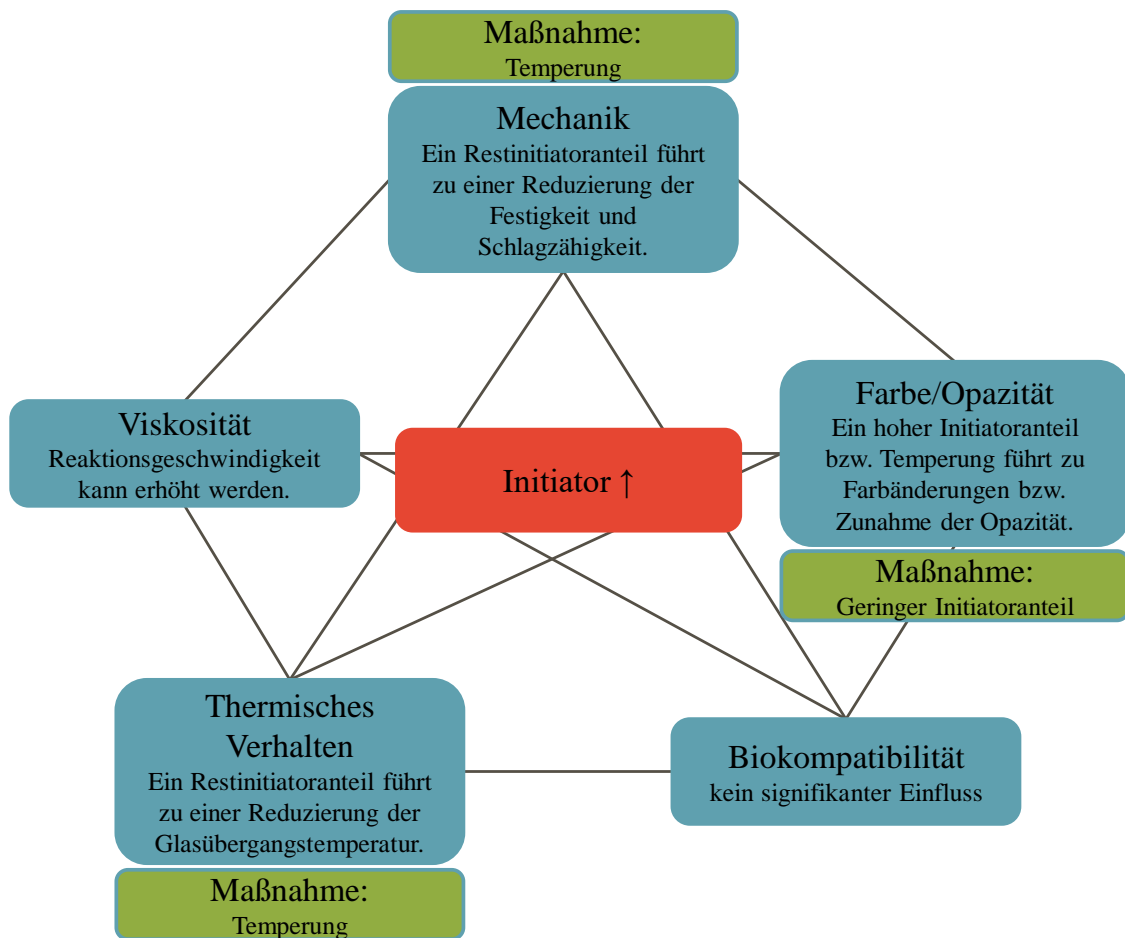 Maßnahme:
Temperung
Mechanik
Ein Restinitiatoranteil führt
zu einer Reduzierung der
Festigkeit und
Schlagzähigkeit.
Viskosität
Reaktionsgeschwindigkeit
kann erhöht werden.
Initiator ↑
Farbe/Opazität
Ein hoher Initiatoranteil
bzw. Temperung führt zu
Farbänderungen bzw.
Zunahme der Opazität.
Maßnahme:
Geringer Initiatoranteil
Thermisches
Verhalten
Ein Restinitiatoranteil führt
zu einer Reduzierung der
Glasübergangstemperatur.
Maßnahme:
Temperung
Biokompatibilität
kein signifikanter Einfluss